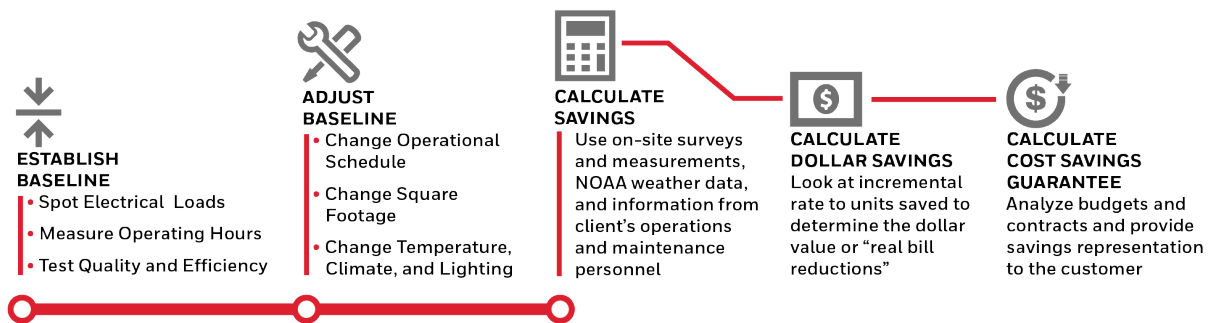 ESTABLISH
BASELINE
• Spot Electrical Loads
• Measure Operating Hours
• Test Quality and Efficiency
ADJUST
BASELINE
• Change Operational
Schedule
• Change Square
Footage
• Change Temperature,
Climate, and Lighting
CALCULATE
SAVINGS
Use on-site surveys
and measurements,
NOAA weather data,
and information from
client’s operations
and maintenance
personnel
$
CALCULATE
DOLLAR SAVINGS
Look at incremental
rate to units saved to
determine the dollar
value or “real bill
reductions”
$
CALCULATE
COST SAVINGS
GUARANTEE
Analyze budgets and
contracts and provide
savings representation
to the customer